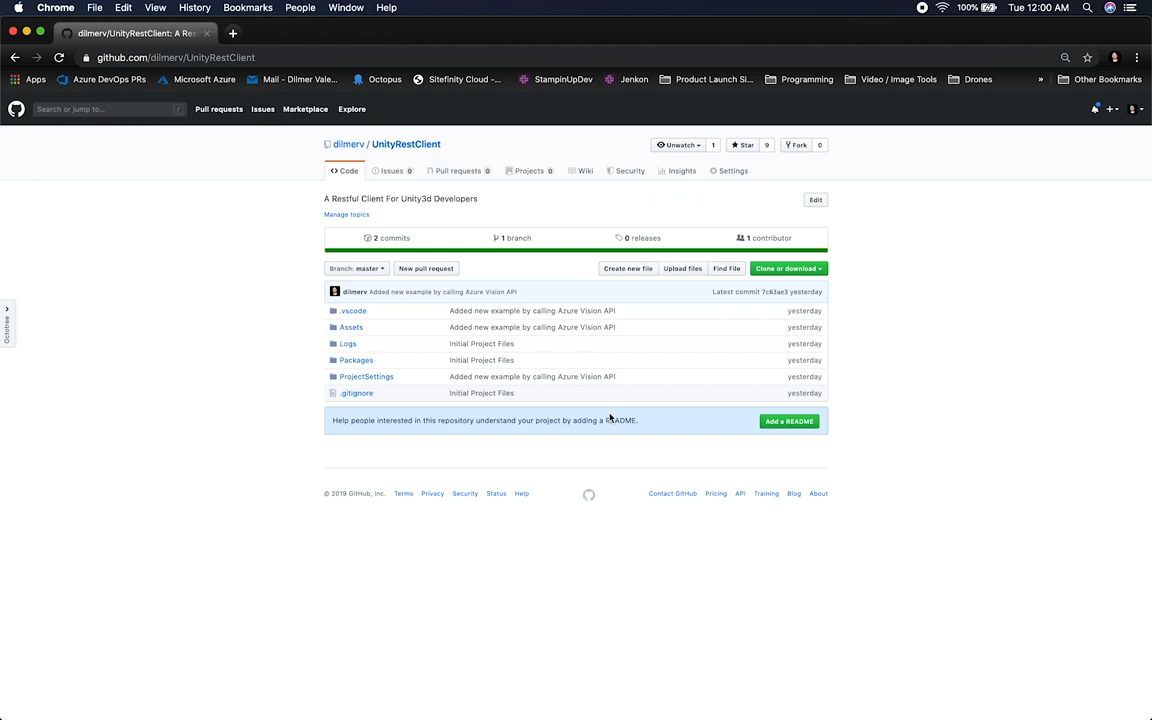 Chrome File Edit View History Bookmarks People Window Help 100% Tue 12:00 AM
dilmerv/UnityRestClient: A Res
github.com/dilmerv/UnityRestClient
Apps Azure DevOps PRs Microsoft Azure Mail - Dilmer Vale... Octopus Sitefinity Cloud -... StampinUpDev Jenkon Product Launch Si... Programming Video / Image Tools Drones » Other Bookmarks
Search or jump to... / Pull requests Issues Marketplace Explore
dilmerv / UnityRestClient Unwatch 1 Star 9 Fork 0
Code Issues 0 Pull requests 0 Projects 0 Wiki Security Insights Settings
A Restful Client For Unity3d Developers Edit
Manage topics
2 commits 1 branch 0 releases 1 contributor
Branch: master New pull request Create new file Upload files Find File Clone or download
dilmerv Added new example by calling Azure Vision API Latest commit 7c63ae3 yesterday
.vscode Added new example by calling Azure Vision API yesterday
Assets Added new example by calling Azure Vision API yesterday
Logs Initial Project Files yesterday
Packages Initial Project Files yesterday
ProjectSettings Added new example by calling Azure Vision API yesterday
.gitignore Initial Project Files yesterday
Help people interested in this repository understand your project by adding a README. Add a README
© 2019 GitHub, Inc. Terms Privacy Security Status Help Contact GitHub Pricing API Training Blog About
Octotree